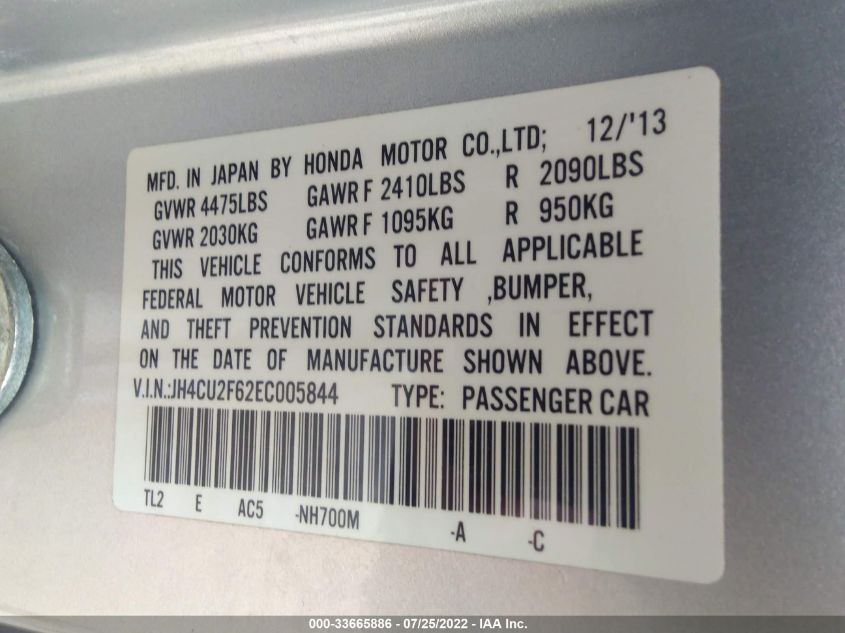 MFD. IN JAPAN BY HONDA MOTOR CO.,LTD; 12/'13
GVWR 4475LBS GAWR F 2410LBS R 2090LBS
GVWR 2030KG GAWR F 1095KG R 950KG
THIS VEHICLE CONFORMS TO ALL APPLICABLE
FEDERAL MOTOR VEHICLE SAFETY ,BUMPER,
AND THEFT PREVENTION STANDARDS IN EFFECT
ON THE DATE OF MANUFACTURE SHOWN ABOVE.
V.I.N.:JH4CU2F62EC005844 TYPE: PASSENGER CAR
TL2 E AC5 -NH700M -A -C
000-33665886 - 07/25/2022 - IAA Inc.